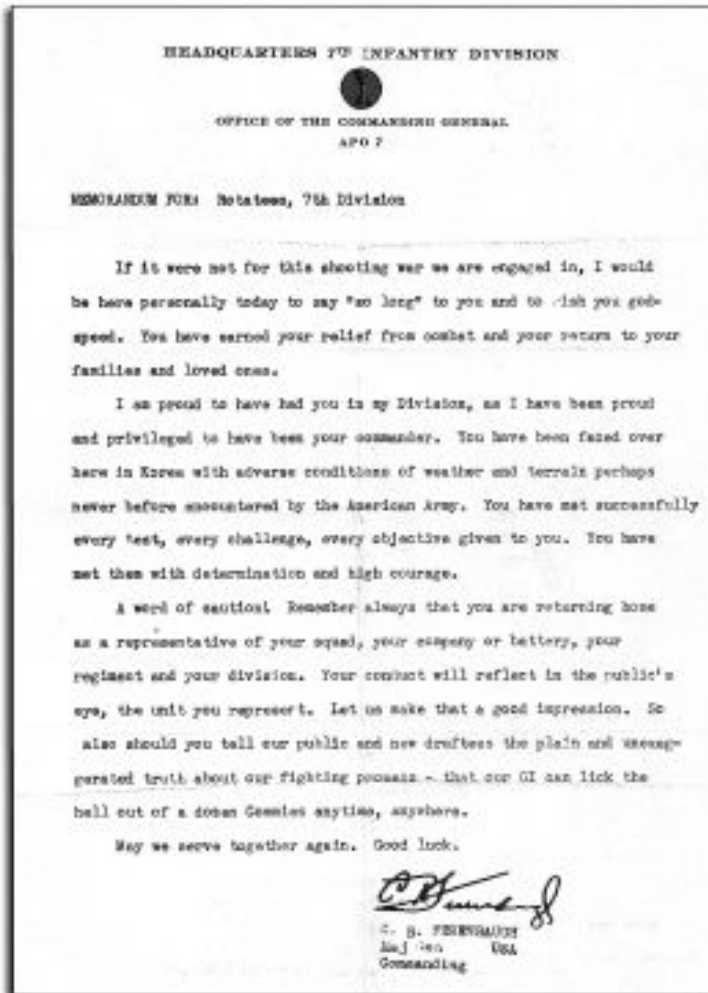 HEADQUARTERS 7TH INFANTRY DIVISION
OFFICE OF THE COMMANDING GENERAL
APO 7
MEMORANDUM FOR: Rotatees, 7th Division
If it were not for this shooting war we are engaged in, I would
be here personally today to say "so long" to you and to wish you god-
speed. You have earned your relief from combat and your return to your
families and loved ones.
I am proud to have had you in my Division, as I have been proud
and privileged to have been your commander. You have been faced over
here in Korea with adverse conditions of weather and terrain perhaps
never before encountered by the American Army. You have met successfully
every test, every challenge, every objective given to you. You have
met them with determination and high courage.
A word of caution! Remember always that you are returning home
as a representative of your squad, your company or battery, your
regiment and your division. Your conduct will reflect in the public's
eye, the unit you represent. Let us make that a good impression. So
also should you tell our public and new draftees the plain and unexag-
gerated truth about our fighting prowess - that our GI can lick the
hell out of a dozen Commies anytime, anywhere.
May we serve together again. Good luck.
C. B. FERENBAUGH
Maj Gen USA
Commanding